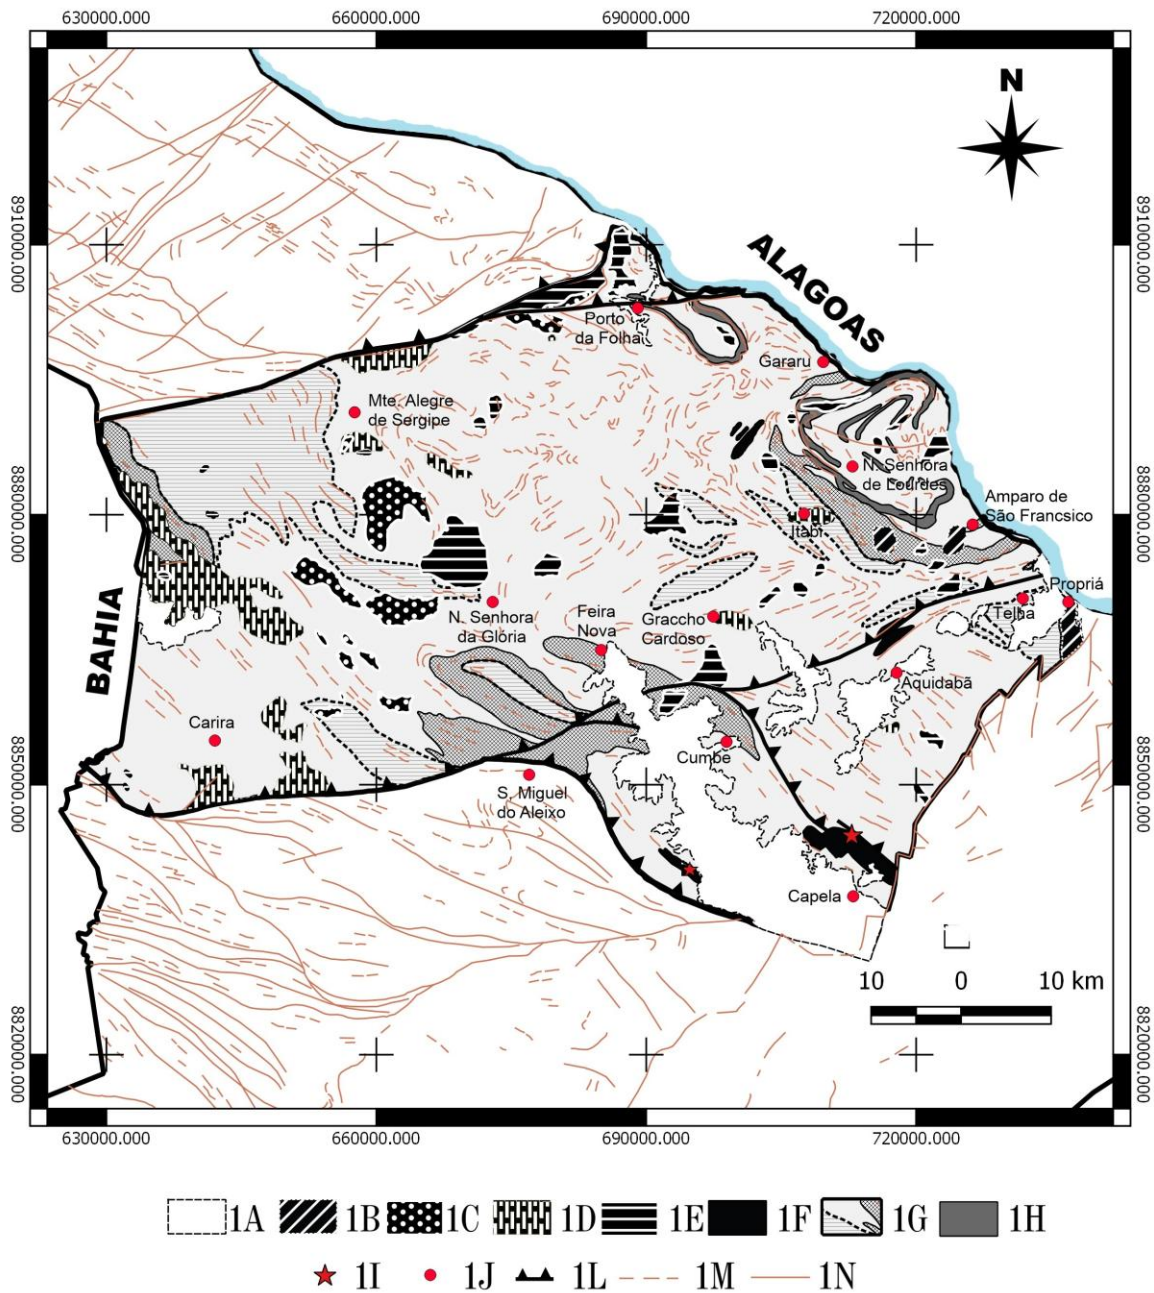 630000.000 660000.000 690000.000 720000.000
N
8910000.000 8910000.000
ALAGOAS
Porto
da Folha
Gararu
Mte. Alegre
de Sergipe
N. Senhora
de Lourdes
8880000.000 8880000.000
Amparo de
São Francsico
Itabi
BAHIA
Propriá
N. Senhora
da Glória
Feira
Nova
Graccho
Cardoso
Telha
Aquidabã
Carira
Cumbe
8850000.000 8850000.000
S. Miguel
do Aleixo
Capela
10 0 10 km
8820000.000 8820000.000
630000.000 660000.000 690000.000 720000.000
1A 1B 1C 1D 1E 1F 1G 1H
1I 1J 1L 1M 1N